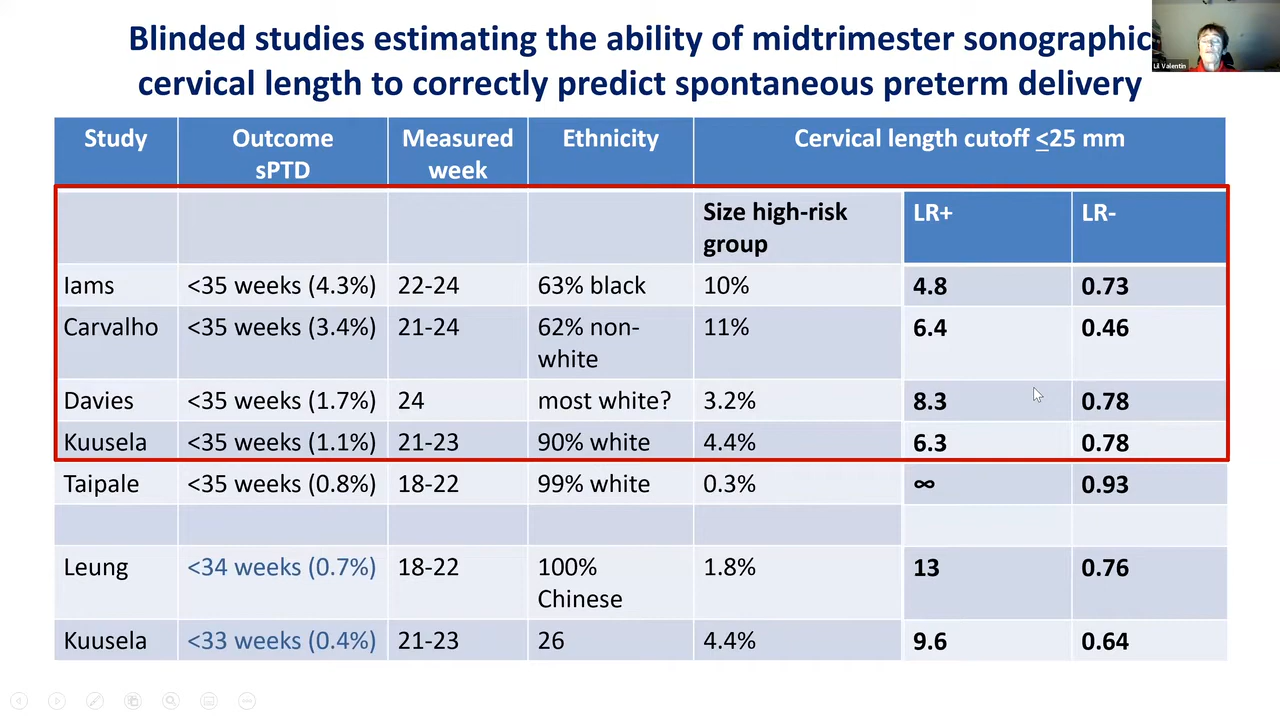 Blinded studies estimating the ability of midtrimester sonographic
cervical length to correctly predict spontaneous preterm delivery
Lil Valentin
Study Outcome sPTD Measured week Ethnicity Cervical length cutoff <25 mm
Size high-risk group LR+ LR-
Iams <35 weeks (4.3%) 22-24 63% black 10% 4.8 0.73
Carvalho <35 weeks (3.4%) 21-24 62% non-white 11% 6.4 0.46
Davies <35 weeks (1.7%) 24 most white? 3.2% 8.3 0.78
Kuusela <35 weeks (1.1%) 21-23 90% white 4.4% 6.3 0.78
Taipale <35 weeks (0.8%) 18-22 99% white 0.3% ∞ 0.93
Leung <34 weeks (0.7%) 18-22 100% Chinese 1.8% 13 0.76
Kuusela <33 weeks (0.4%) 21-23 26 4.4% 9.6 0.64